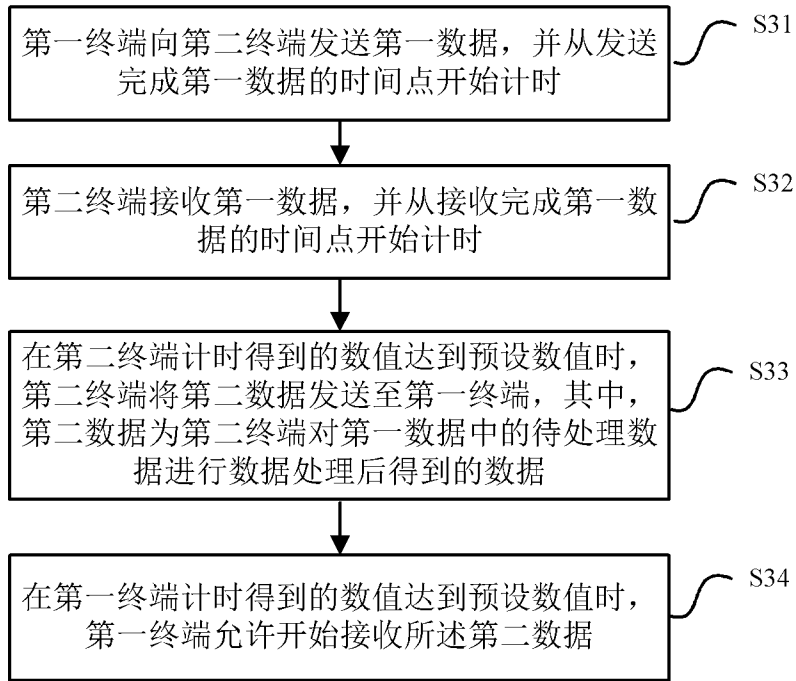 第一终端向第二终端发送第一数据，并从发送
完成第一数据的时间点开始计时
S31
第二终端接收第一数据，并从接收完成第一数
据的时间点开始计时
S32
在第二终端计时得到的数值达到预设数值时，
第二终端将第二数据发送至第一终端，其中，
第二数据为第二终端对第一数据中的待处理数
据进行数据处理后得到的数据
S33
在第一终端计时得到的数值达到预设数值时，
第一终端允许开始接收所述第二数据
S34